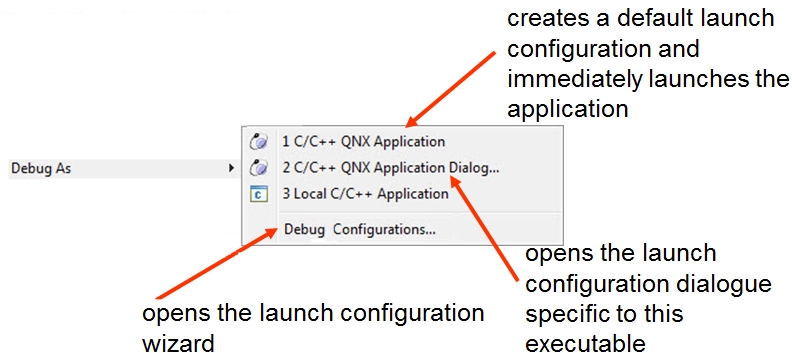 creates a default launch
configuration and
immediately launches the
application
Debug As
1 C/C++ QNX Application
2 C/C++ QNX Application Dialog...
3 Local C/C++ Application
Debug Configurations...
opens the launch configuration
wizard
opens the launch
configuration dialogue
specific to this
executable